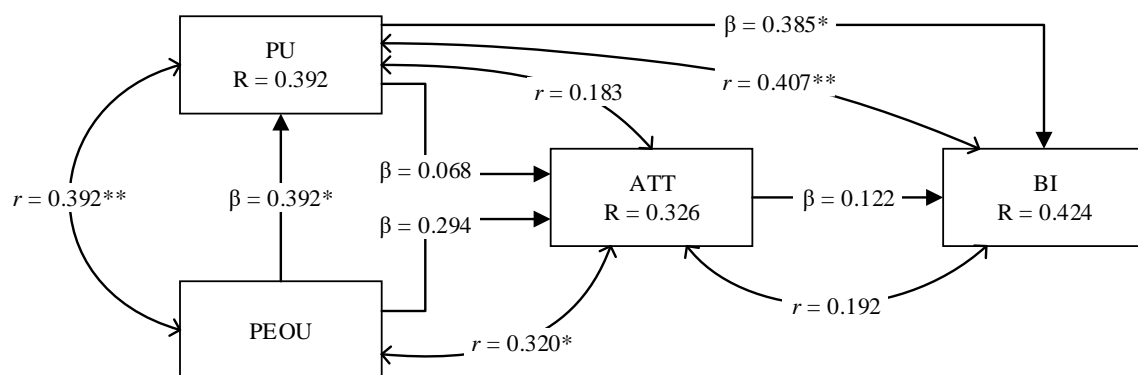 β = 0.385*
PU
R = 0.392
r = 0.407**
r = 0.183
β = 0.068
ATT
R = 0.326
BI
R = 0.424
r = 0.392**
β = 0.392*
β = 0.122
β = 0.294
r = 0.192
PEOU
r = 0.320*